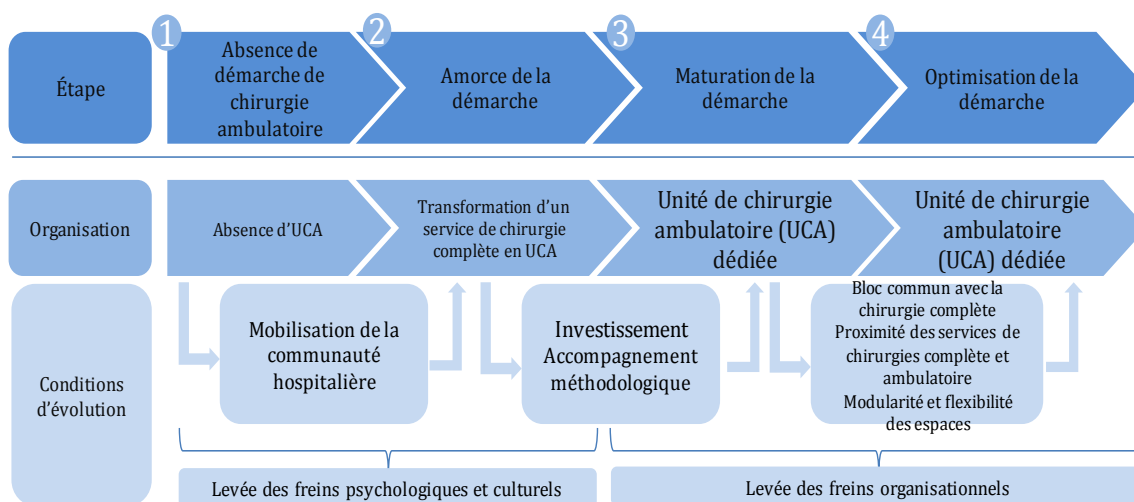 1
2
3
4
Étape
Absence de
démarche de
chirurgie
ambulatoire
Amorce de la
démarche
Maturation de la
démarche
Optimisation de la
démarche
Organisation
Absence d'UCA
Transformation d'un
service de chirurgie
complète en UCA
Unité de chirurgie
ambulatoire (UCA)
dédiée
Unité de chirurgie
ambulatoire
(UCA) dédiée
Conditions
d'évolution
Mobilisation de la
communauté
hospitalière
Investissement
Accompagnement
méthodologique
Bloc commun avec la
chirurgie complète
Proximité des services de
chirurgies complète et
ambulatoire
Modularité et flexibilité
des espaces
Levée des freins psychologiques et culturels
Levée des freins organisationnels